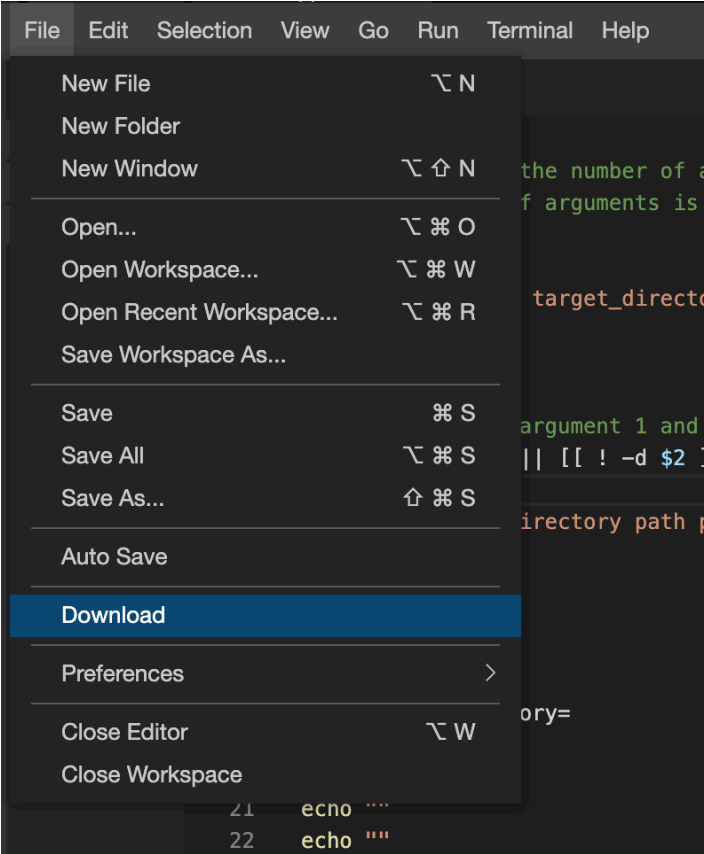 File Edit Selection View Go Run Terminal Help
New File ⌥ N
New Folder
New Window ⌥ ⇧ N
Open... ⌥ ⌘ O
Open Workspace... ⌥ ⌘ W
Open Recent Workspace... ⌥ ⌘ R
Save Workspace As...
Save ⌘ S
Save All ⌥ ⌘ S
Save As... ⇧ ⌘ S
Auto Save
Download
Preferences >
Close Editor ⌥ W
Close Workspace
the number of
f arguments is
target_directo
argument 1 and
|| [[ ! -d $2 ]
irectory path
ory=
21 echo ""
22 echo ""